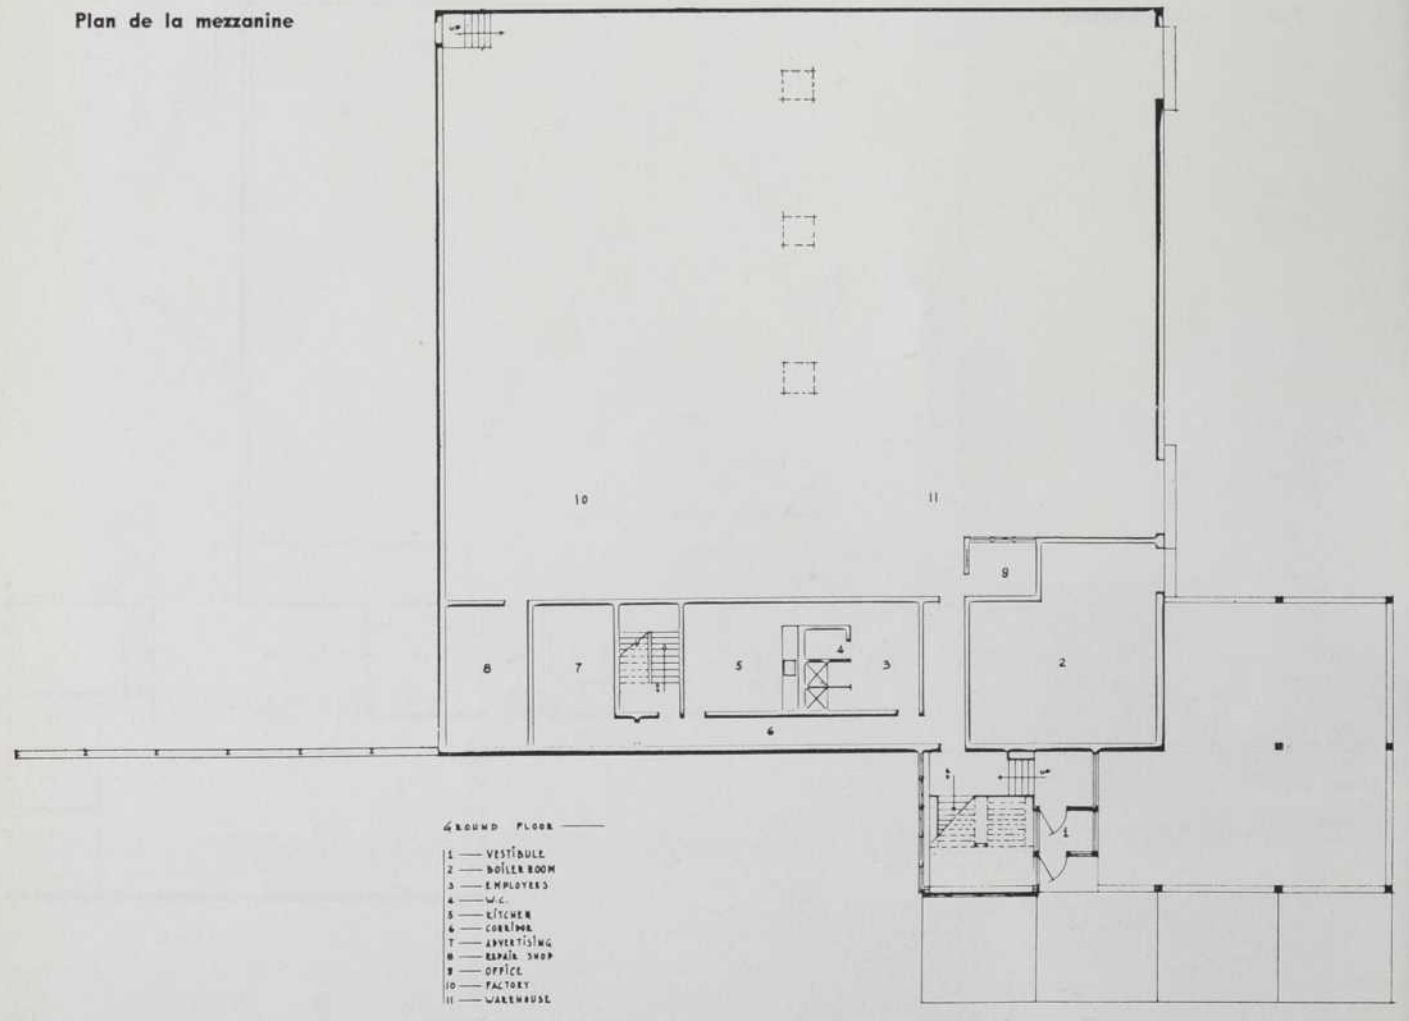 Plan de la mezzanine
10
11
9
8
7
5
4
3
2
6
1
GROUND FLOOR
1 — VESTIBULE
2 — BOILER ROOM
3 — EMPLOYEES
4 — W.C.
5 — KITCHEN
6 — CORRIDOR
7 — ADVERTISING
8 — REPAIR SHOP
9 — OFFICE
10 — FACTORY
11 — WAREHOUSE